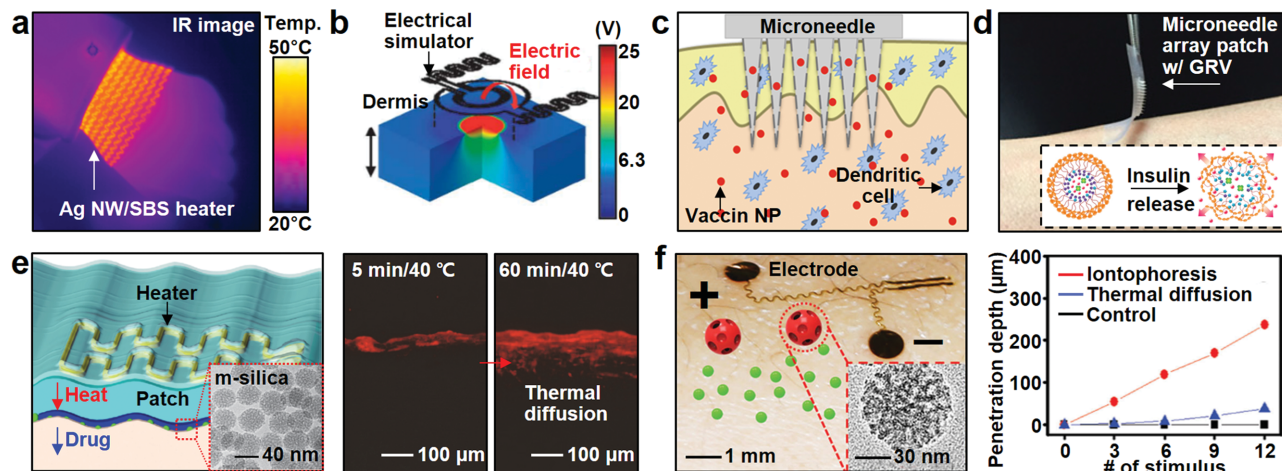 a
IR image
Temp.
50°C
20°C
Ag NW/SBS heater
b
Electrical
simulator
Electric
field
Dermis
(V)
25
20
6.3
0
c
Microneedle
Dendritic
cell
Vaccin NP
d
Microneedle
array patch
w/ GRV
Insulin
release
e
Heater
m-silica
Heat
Patch
Drug
40 nm
5 min/40 ℃
100 µm
60 min/40 ℃
Thermal
diffusion
100 µm
f
Electrode
+
−
1 mm
30 nm
Penetration depth (µm)
400
300
200
100
0
Iontophoresis
Thermal diffusion
Control
0 3 6 9 12
# of stimulus